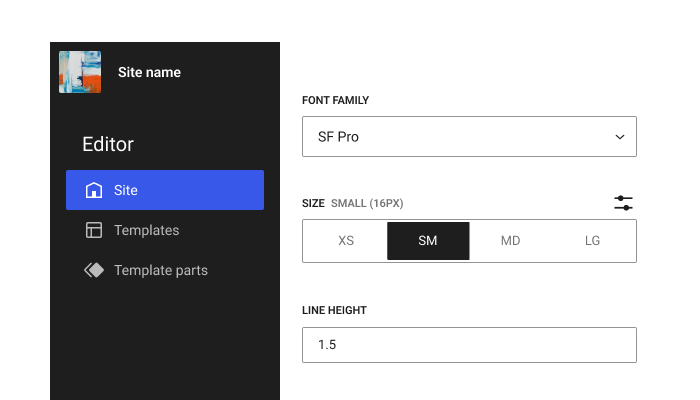 Site name
Editor
Site
Templates
Template parts
FONT FAMILY
SF Pro
SIZE SMALL (16PX)
XS SM MD LG
LINE HEIGHT
1.5